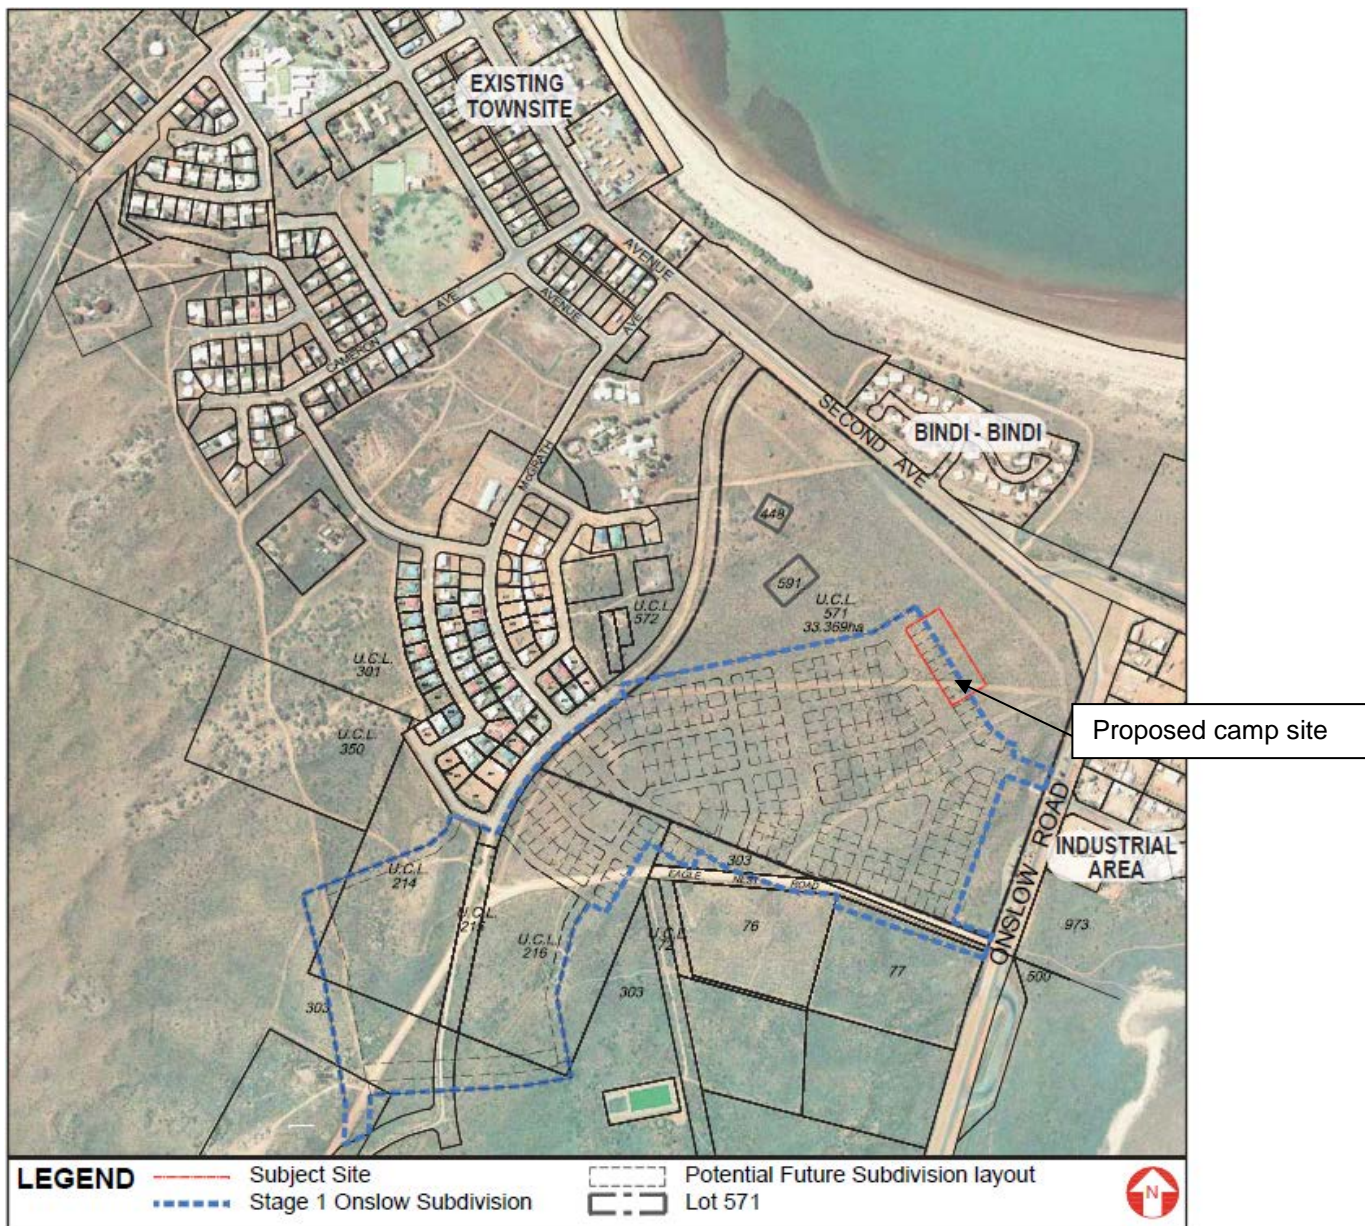 EXISTING
TOWNSITE
AVENUE
AVENUE
AVE
AVE
CAMERON
McGRATH
SECOND AVE
BINDI - BINDI
448
591
U.C.L.
571
33.369ha
U.C.L.
572
U.C.L.
301
U.C.L.
350
Proposed camp site
INDUSTRIAL
AREA
ONSLOW ROAD
303
EAGLE NEST ROAD
U.C.L.
214
U.C.L.
215
U.C.L.
216
U.C.L.
72
76
77
973
500
303
303
LEGEND
Subject Site
Stage 1 Onslow Subdivision
Potential Future Subdivision layout
Lot 571
N